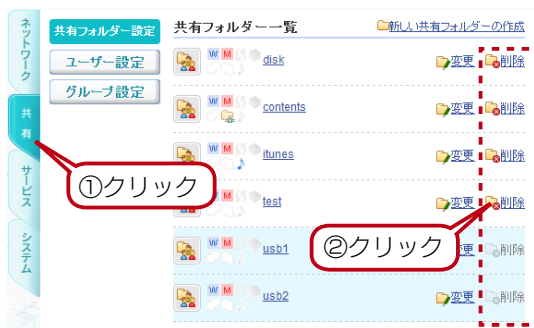 ネットワーク
共有
サービス
システム
共有フォルダー設定
ユーザー設定
グループ設定
共有フォルダー一覧
新しい共有フォルダーの作成
W M disk 変更 削除
W M contents 変更 削除
W M itunes 変更 削除
W M test 変更 削除
W M usb1 変更 削除
W M usb2 変更 削除
①クリック
②クリック